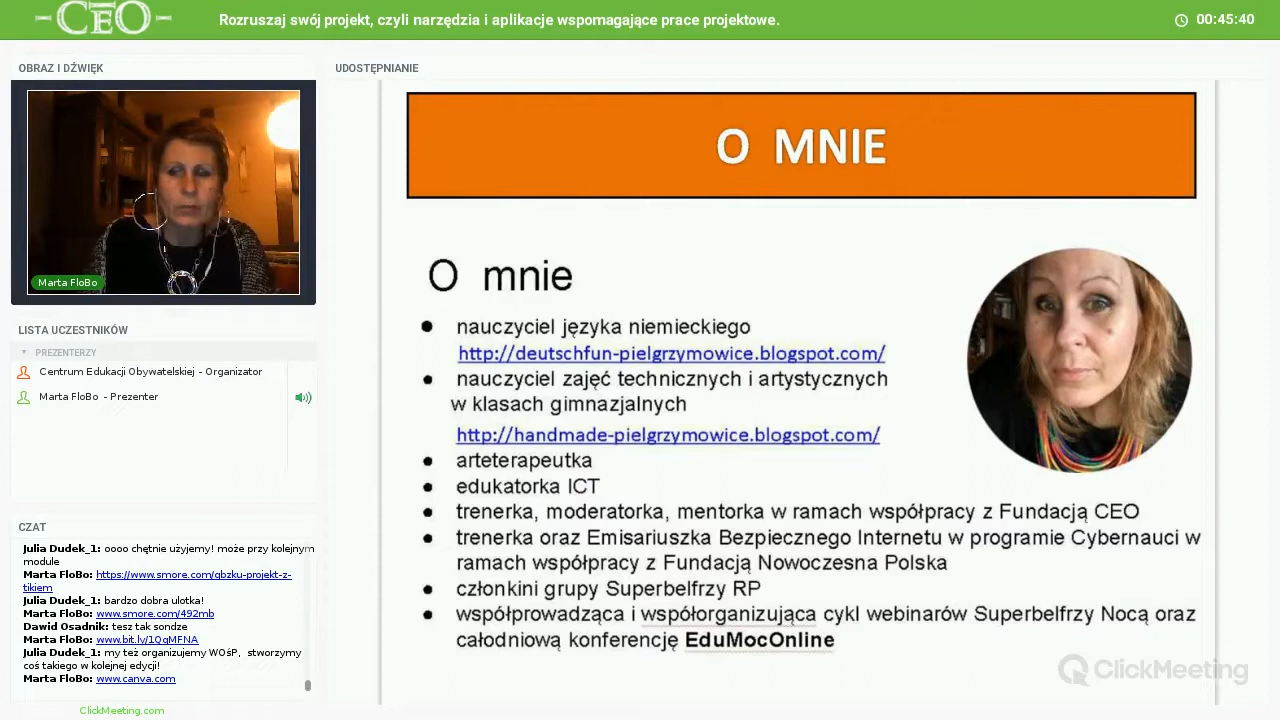 CEO
Rozruszaj swój projekt, czyli narzędzia i aplikacje wspomagające prace projektowe.
00:45:40
OBRAZ I DŹWIĘK
Marta FloBo
LISTA UCZESTNIKÓW
PREZENTERZY
Centrum Edukacji Obywatelskiej - Organizator
Marta FloBo - Prezenter
CZAT
Julia Dudek_1: oooo chętnie użyjemy! może przy kolejnym
module
Marta FloBo: https://www.smore.com/qbzku-projekt-z-
tikiem
Julia Dudek_1: bardzo dobra ulotka!
Marta FloBo: www.smore.com/492mb
Dawid Osadnik: tesz tak sondze
Marta FloBo: www.bit.ly/1QgMFNA
Julia Dudek_1: my też organizujemy WOśP, stworzymy
coś takiego w kolejnej edycji!
Marta FloBo: www.canva.com
ClickMeeting.com
UDOSTĘPNIANIE
O MNIE
O mnie
● nauczyciel języka niemieckiego
http://deutschfun-pielgrzymowice.blogspot.com/
● nauczyciel zajęć technicznych i artystycznych
w klasach gimnazjalnych
http://handmade-pielgrzymowice.blogspot.com/
● arteterapeutka
● edukatorka ICT
● trenerka, moderatorka, mentorka w ramach współpracy z Fundacją CEO
● trenerka oraz Emisariuszka Bezpiecznego Internetu w programie Cybernauci w
ramach współpracy z Fundacją Nowoczesna Polska
● członkini grupy Superbelfrzy RP
● współprowadząca i współorganizująca cykl webinarów Superbelfrzy Nocą oraz
całodniową konferencję EduMocOnline
ClickMeeting